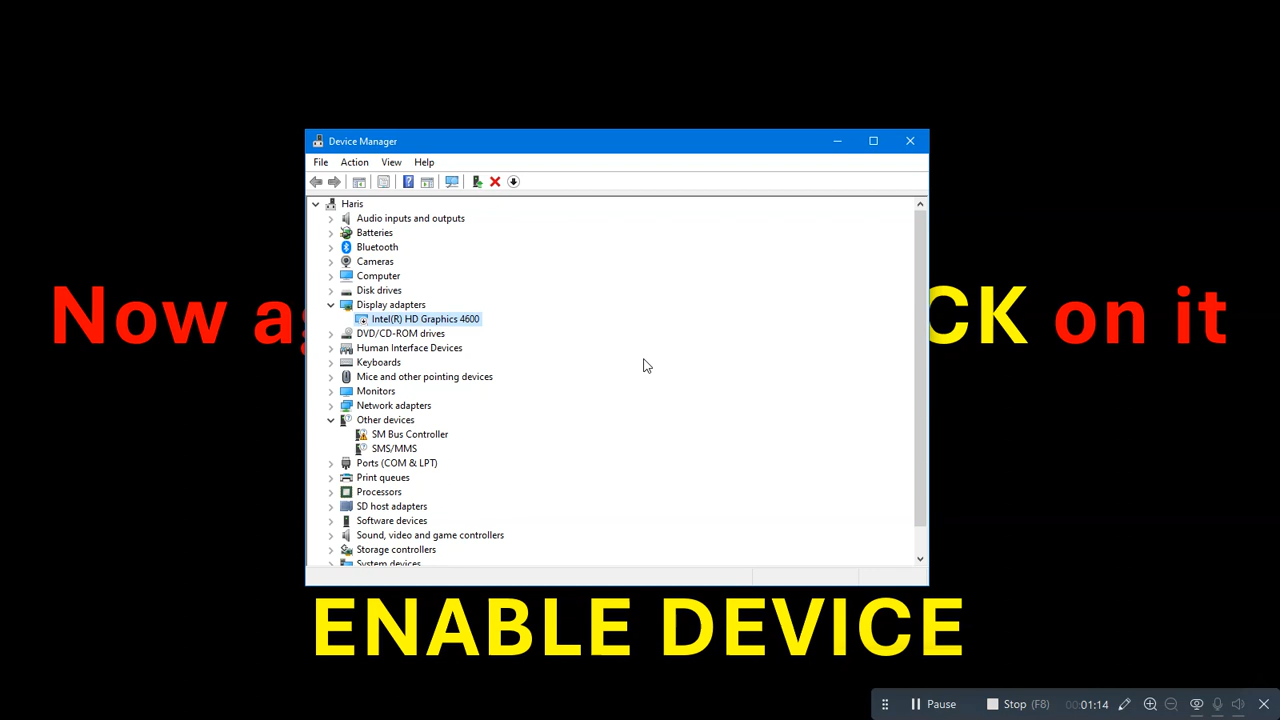 Device Manager
File Action View Help
Haris
Audio inputs and outputs
Batteries
Bluetooth
Cameras
Computer
Disk drives
Display adapters
Intel(R) HD Graphics 4600
DVD/CD-ROM drives
Human Interface Devices
Keyboards
Mice and other pointing devices
Monitors
Network adapters
Other devices
SM Bus Controller
SMS/MMS
Ports (COM & LPT)
Print queues
Processors
SD host adapters
Software devices
Sound, video and game controllers
Storage controllers
System devices
Now on it
ENABLE DEVICE
Pause Stop (F8) 00:01:14